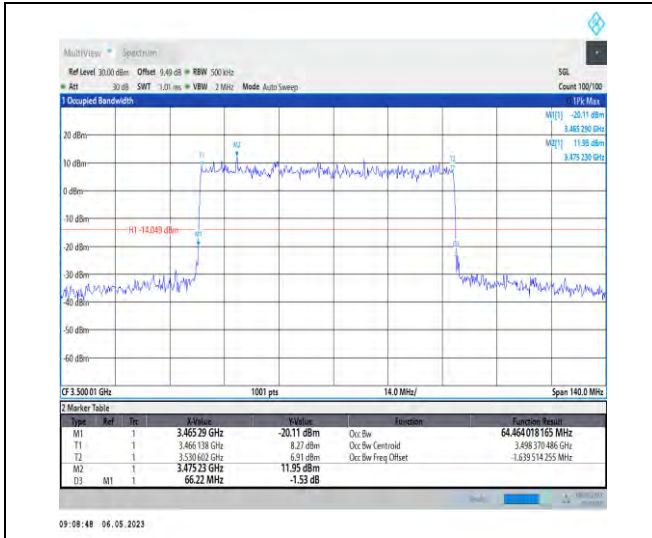 MultiView Spectrum
Ref Level 30.00 dBm Offset 9.49 dB RBW 500 kHz SGL
Att 30 dB SWT 1.01 ms VBW 2 MHz Mode Auto Sweep Count 100/100
1 Occupied Bandwidth 1Pk Max
M1[1] -20.11 dBm
3.465 290 GHz
M2[1] 11.95 dBm
3.475 230 GHz
20 dBm
M2
T1
T2
10 dBm
0 dBm
-10 dBm
H1 -14.049 dBm
M1
-20 dBm
D3
-30 dBm
-40 dBm
-50 dBm
-60 dBm
CF 3.500 01 GHz 1001 pts 14.0 MHz/ Span 140.0 MHz
2 Marker Table
Type Ref Trc X-Value Y-Value Function Function Result
M1 1 3.465 29 GHz -20.11 dBm Occ Bw 64.464 018 165 MHz
T1 1 3.466 138 GHz 8.27 dBm Occ Bw Centroid 3.498 370 486 GHz
T2 1 3.530 602 GHz 6.91 dBm Occ Bw Freq Offset -1.639 514 255 MHz
M2 1 3.475 23 GHz 11.95 dBm
D3 M1 1 66.22 MHz -1.53 dB
09:08:48 06.05.2023